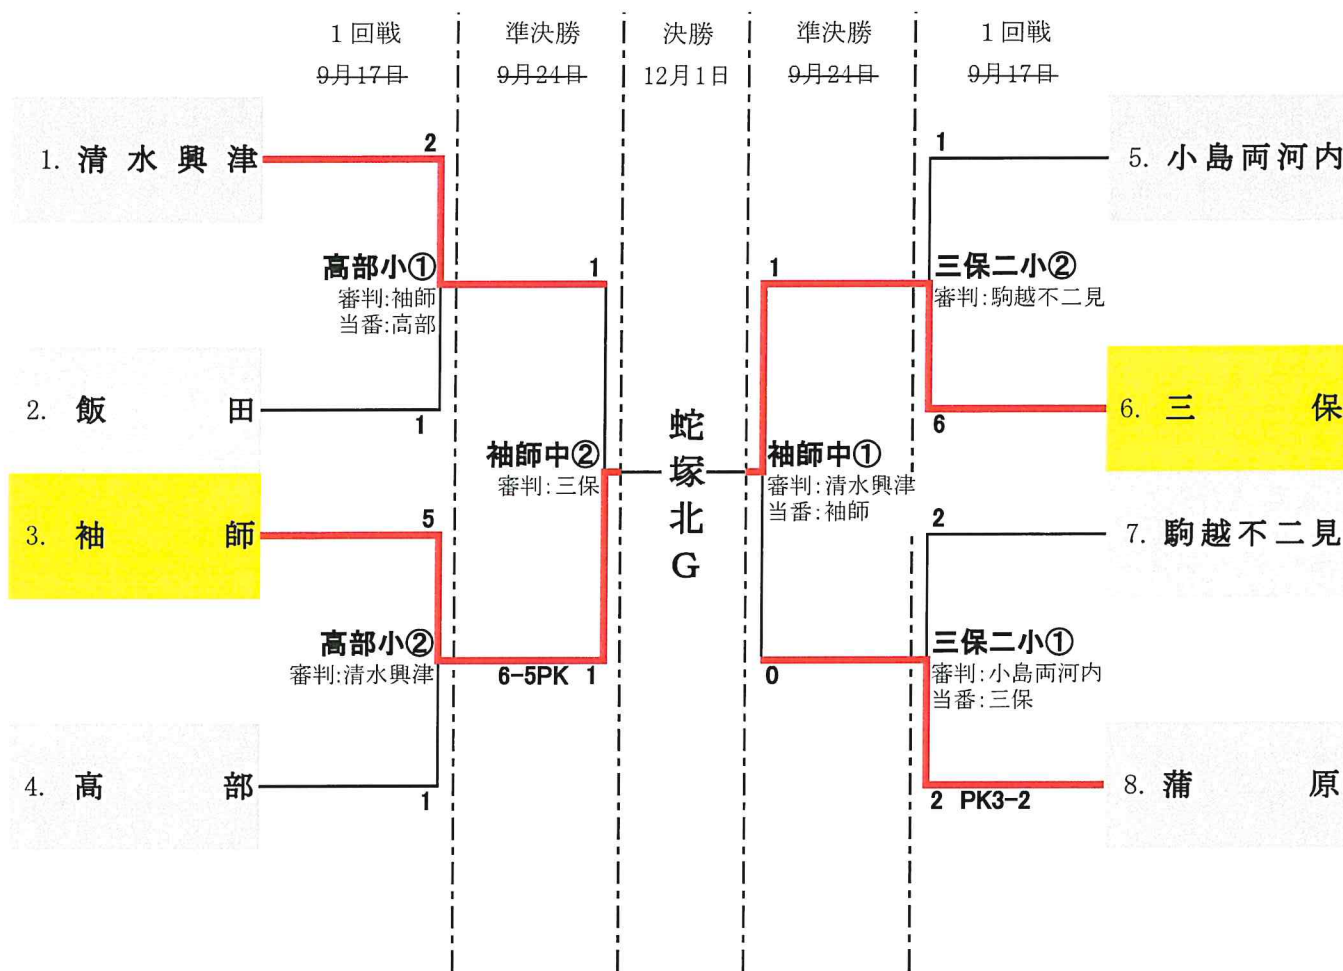 1回戦 準決勝 決勝 準決勝 1回戦
9月17日 9月24日 12月1日 9月24日 9月17日
1. 清水興津
2
1
5. 小島両河内
高部小①
審判:袖師
当番:高部
1
1
三保二小②
審判:駒越不二見
2. 飯田
1
6
6. 三保
袖師中②
審判:三保
蛇塚北G
袖師中①
審判:清水興津
当番:袖師
3. 袖師
5
2
7. 駒越不二見
高部小②
審判:清水興津
6-5PK 1
0
三保二小①
審判:小島両河内
当番:三保
4. 高部
1
2 PK3-2
8. 蒲原